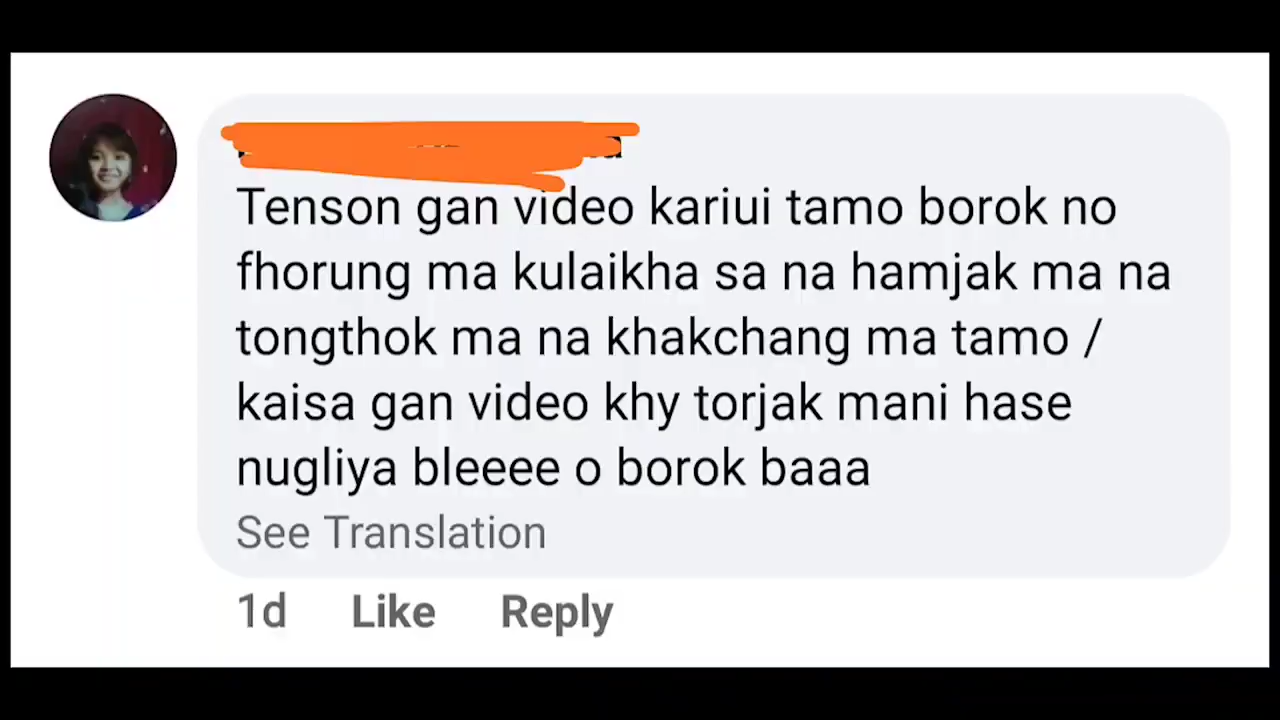 Tenson gan video kariui tamo borok no
fhorung ma kulaikha sa na hamjak ma na
tongthok ma na khakchang ma tamo /
kaisa gan video khy torjak mani hase
nugliya bleeee o borok baaa
See Translation
1d Like Reply